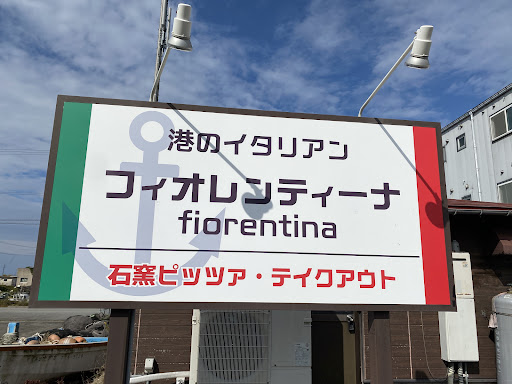 港のイタリアン
フィオレンティーナ
fiorentina
石窯ピッツァ・テイクアウト